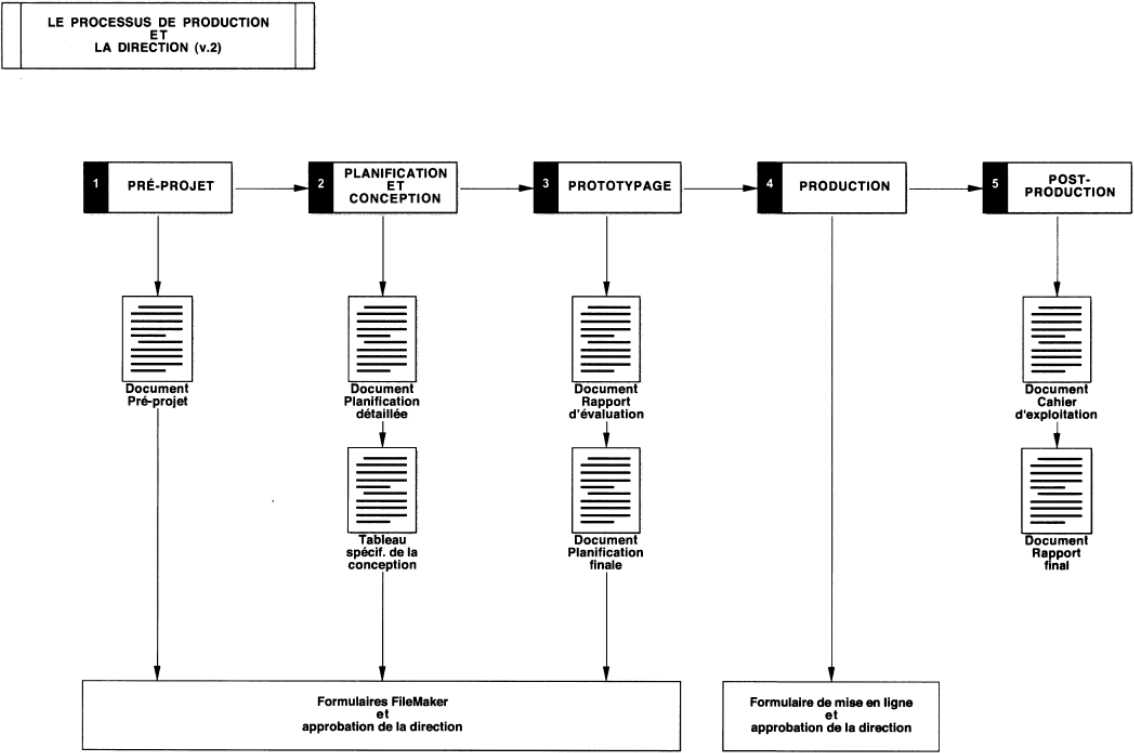 LE PROCESSUS DE PRODUCTION
ET
LA DIRECTION (v.2)
1
PRÉ-PROJET
2
PLANIFICATION
ET
CONCEPTION
3
PROTOTYPAGE
4
PRODUCTION
5
POST-
PRODUCTION
Document
Pré-projet
Document
Planification
détaillée
Document
Rapport
d'évaluation
Document
Cahier
d'exploitation
Tableau
spécif. de la
conception
Document
Planification
finale
Document
Rapport
final
Formulaires FileMaker
et
approbation de la direction
Formulaire de mise en ligne
et
approbation de la direction